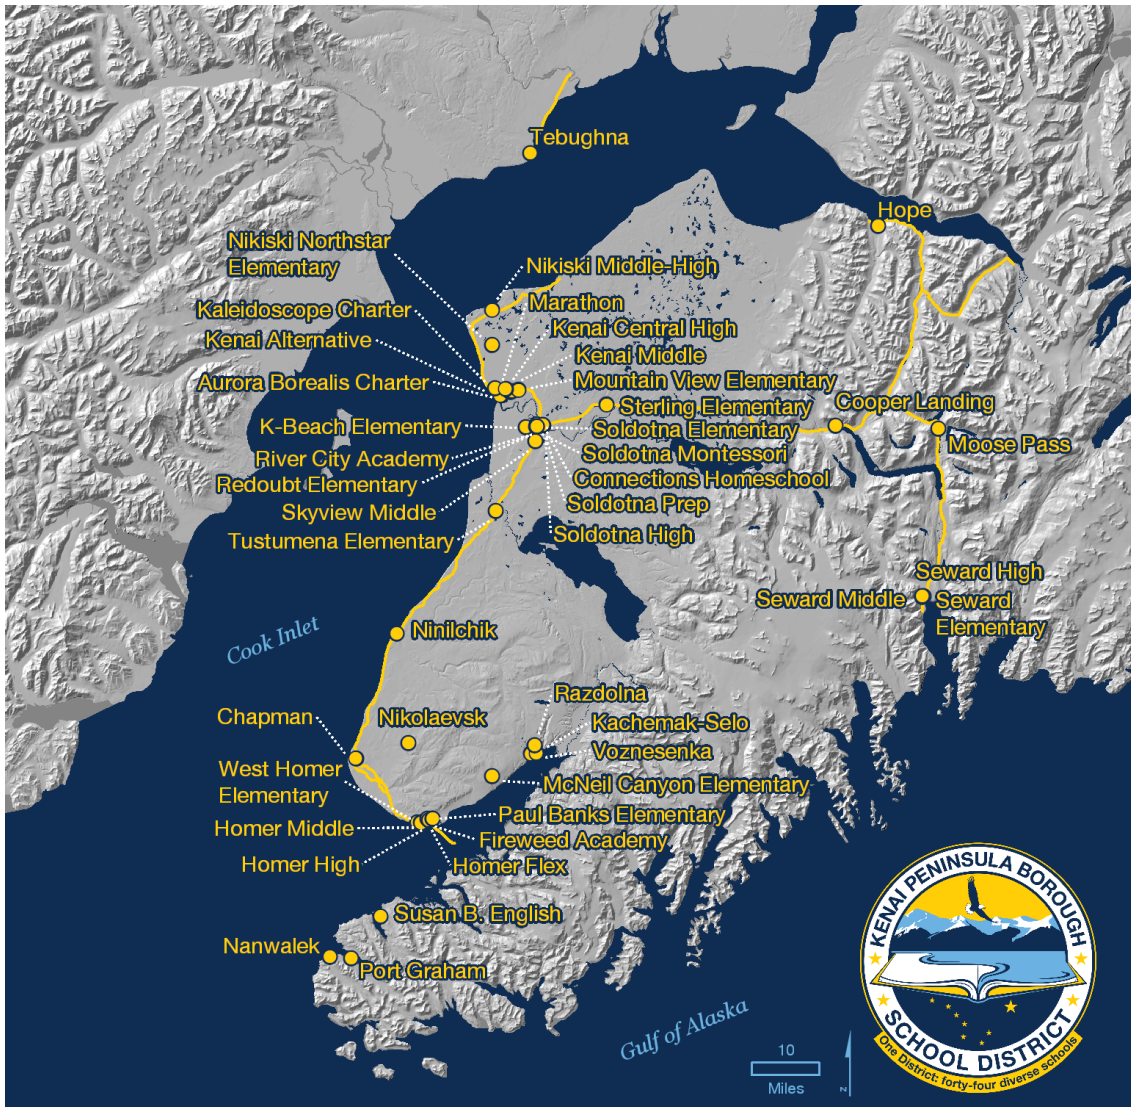 Tebughna
Hope
Nikiski Northstar
Elementary
Nikiski Middle-High
Marathon
Kaleidoscope Charter
Kenai Central High
Kenai Alternative
Kenai Middle
Aurora Borealis Charter
Mountain View Elementary
Sterling Elementary
Cooper Landing
K-Beach Elementary
Soldotna Elementary
Moose Pass
River City Academy
Soldotna Montessori
Redoubt Elementary
Connections Homeschool
Skyview Middle
Soldotna Prep
Tustumena Elementary
Soldotna High
Seward High
Seward Middle
Seward
Elementary
Cook Inlet
Ninilchik
Razdolna
Chapman
Nikolaevsk
Kachemak-Selo
Voznesenka
West Homer
Elementary
McNeil Canyon Elementary
Paul Banks Elementary
Homer Middle
Fireweed Academy
Homer High
Homer Flex
Susan B. English
Nanwalek
Port Graham
Gulf of Alaska
10
Miles
N
KENAI PENINSULA BOROUGH
SCHOOL DISTRICT
One District: forty-four diverse schools